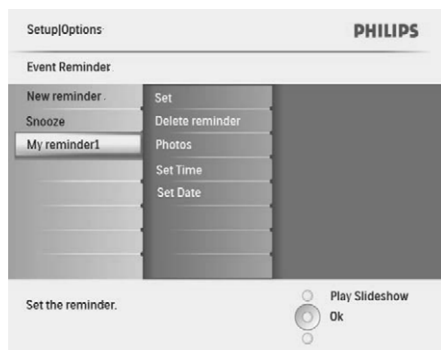 Setup|Options
PHILIPS
Event Reminder
New reminder
Snooze
My reminder1
Set
Delete reminder
Photos
Set Time
Set Date
Set the reminder.
Play Slideshow
Ok